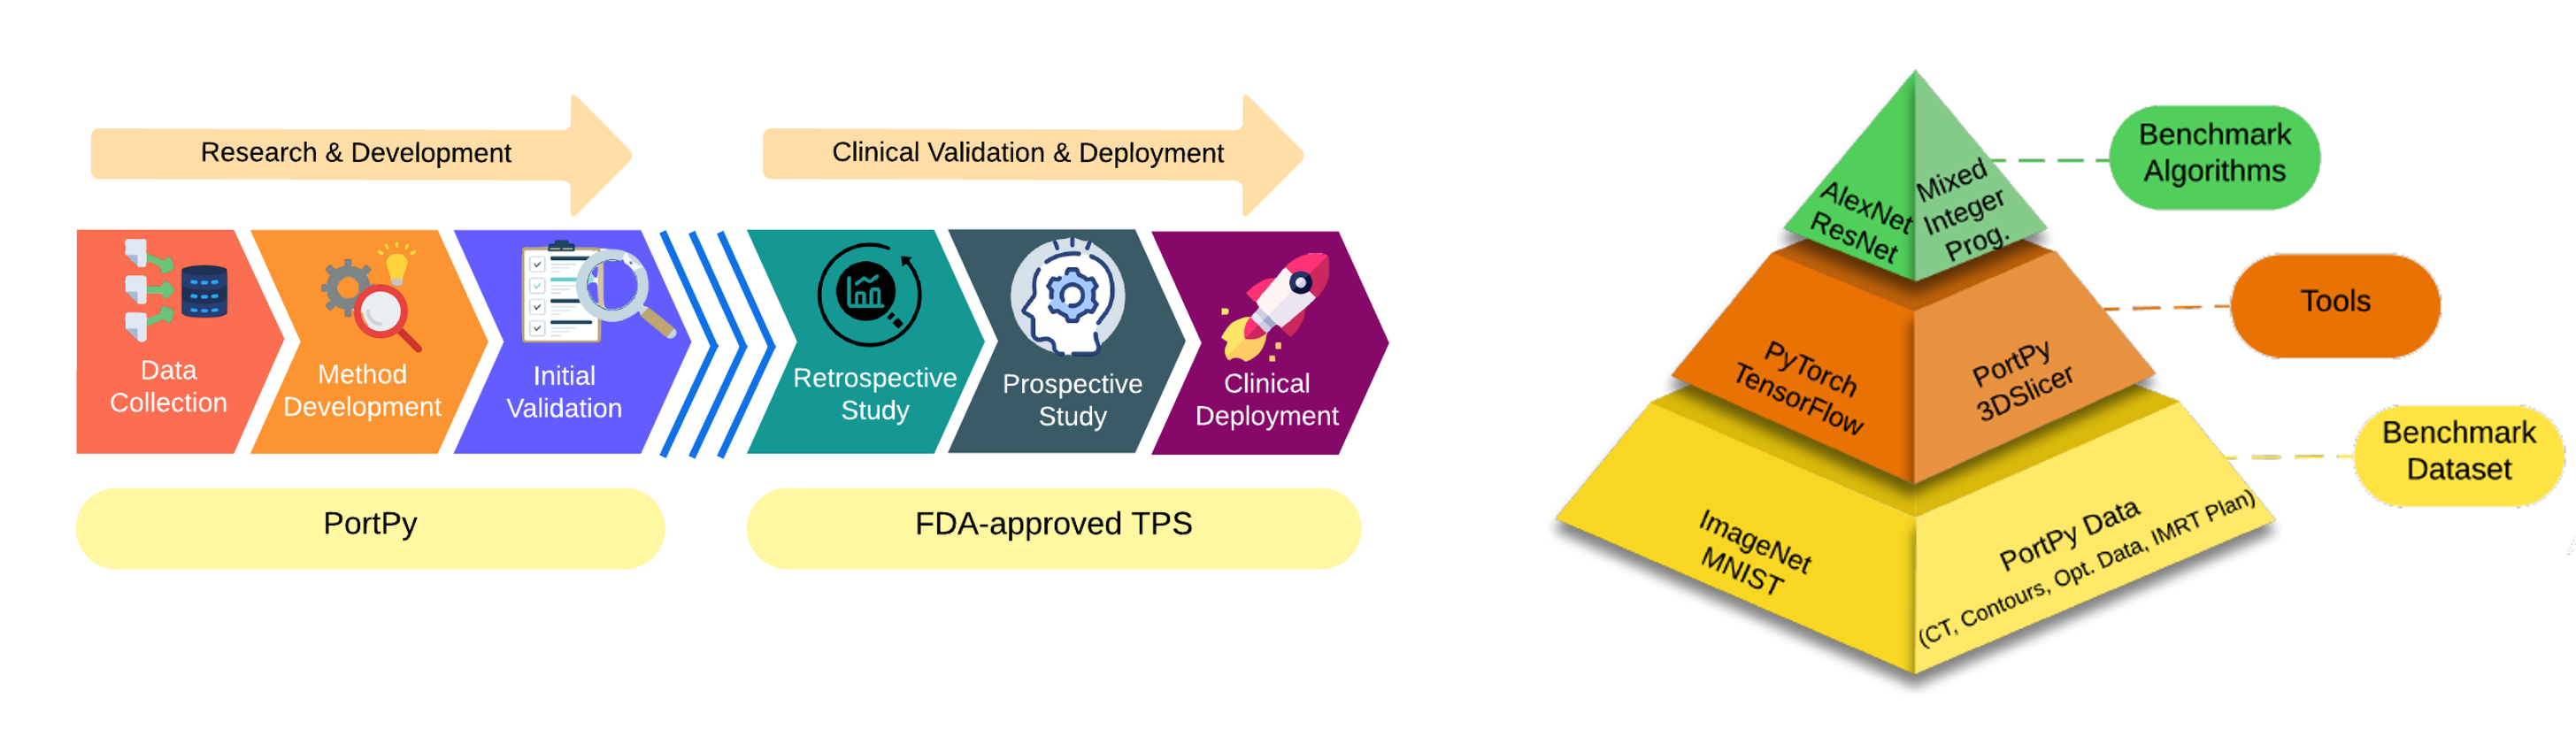 Research & Development
Clinical Validation & Deployment
Data
Collection
Method
Development
Initial
Validation
Retrospective
Study
Prospective
Study
Clinical
Deployment
PortPy
FDA-approved TPS
AlexNet
ResNet
Mixed
Integer
Prog.
Benchmark
Algorithms
PyTorch
TensorFlow
PortPy
3DSlicer
Tools
ImageNet
MNIST
PortPy Data
(CT, Contours, Opt. Data, IMRT Plan)
Benchmark
Dataset